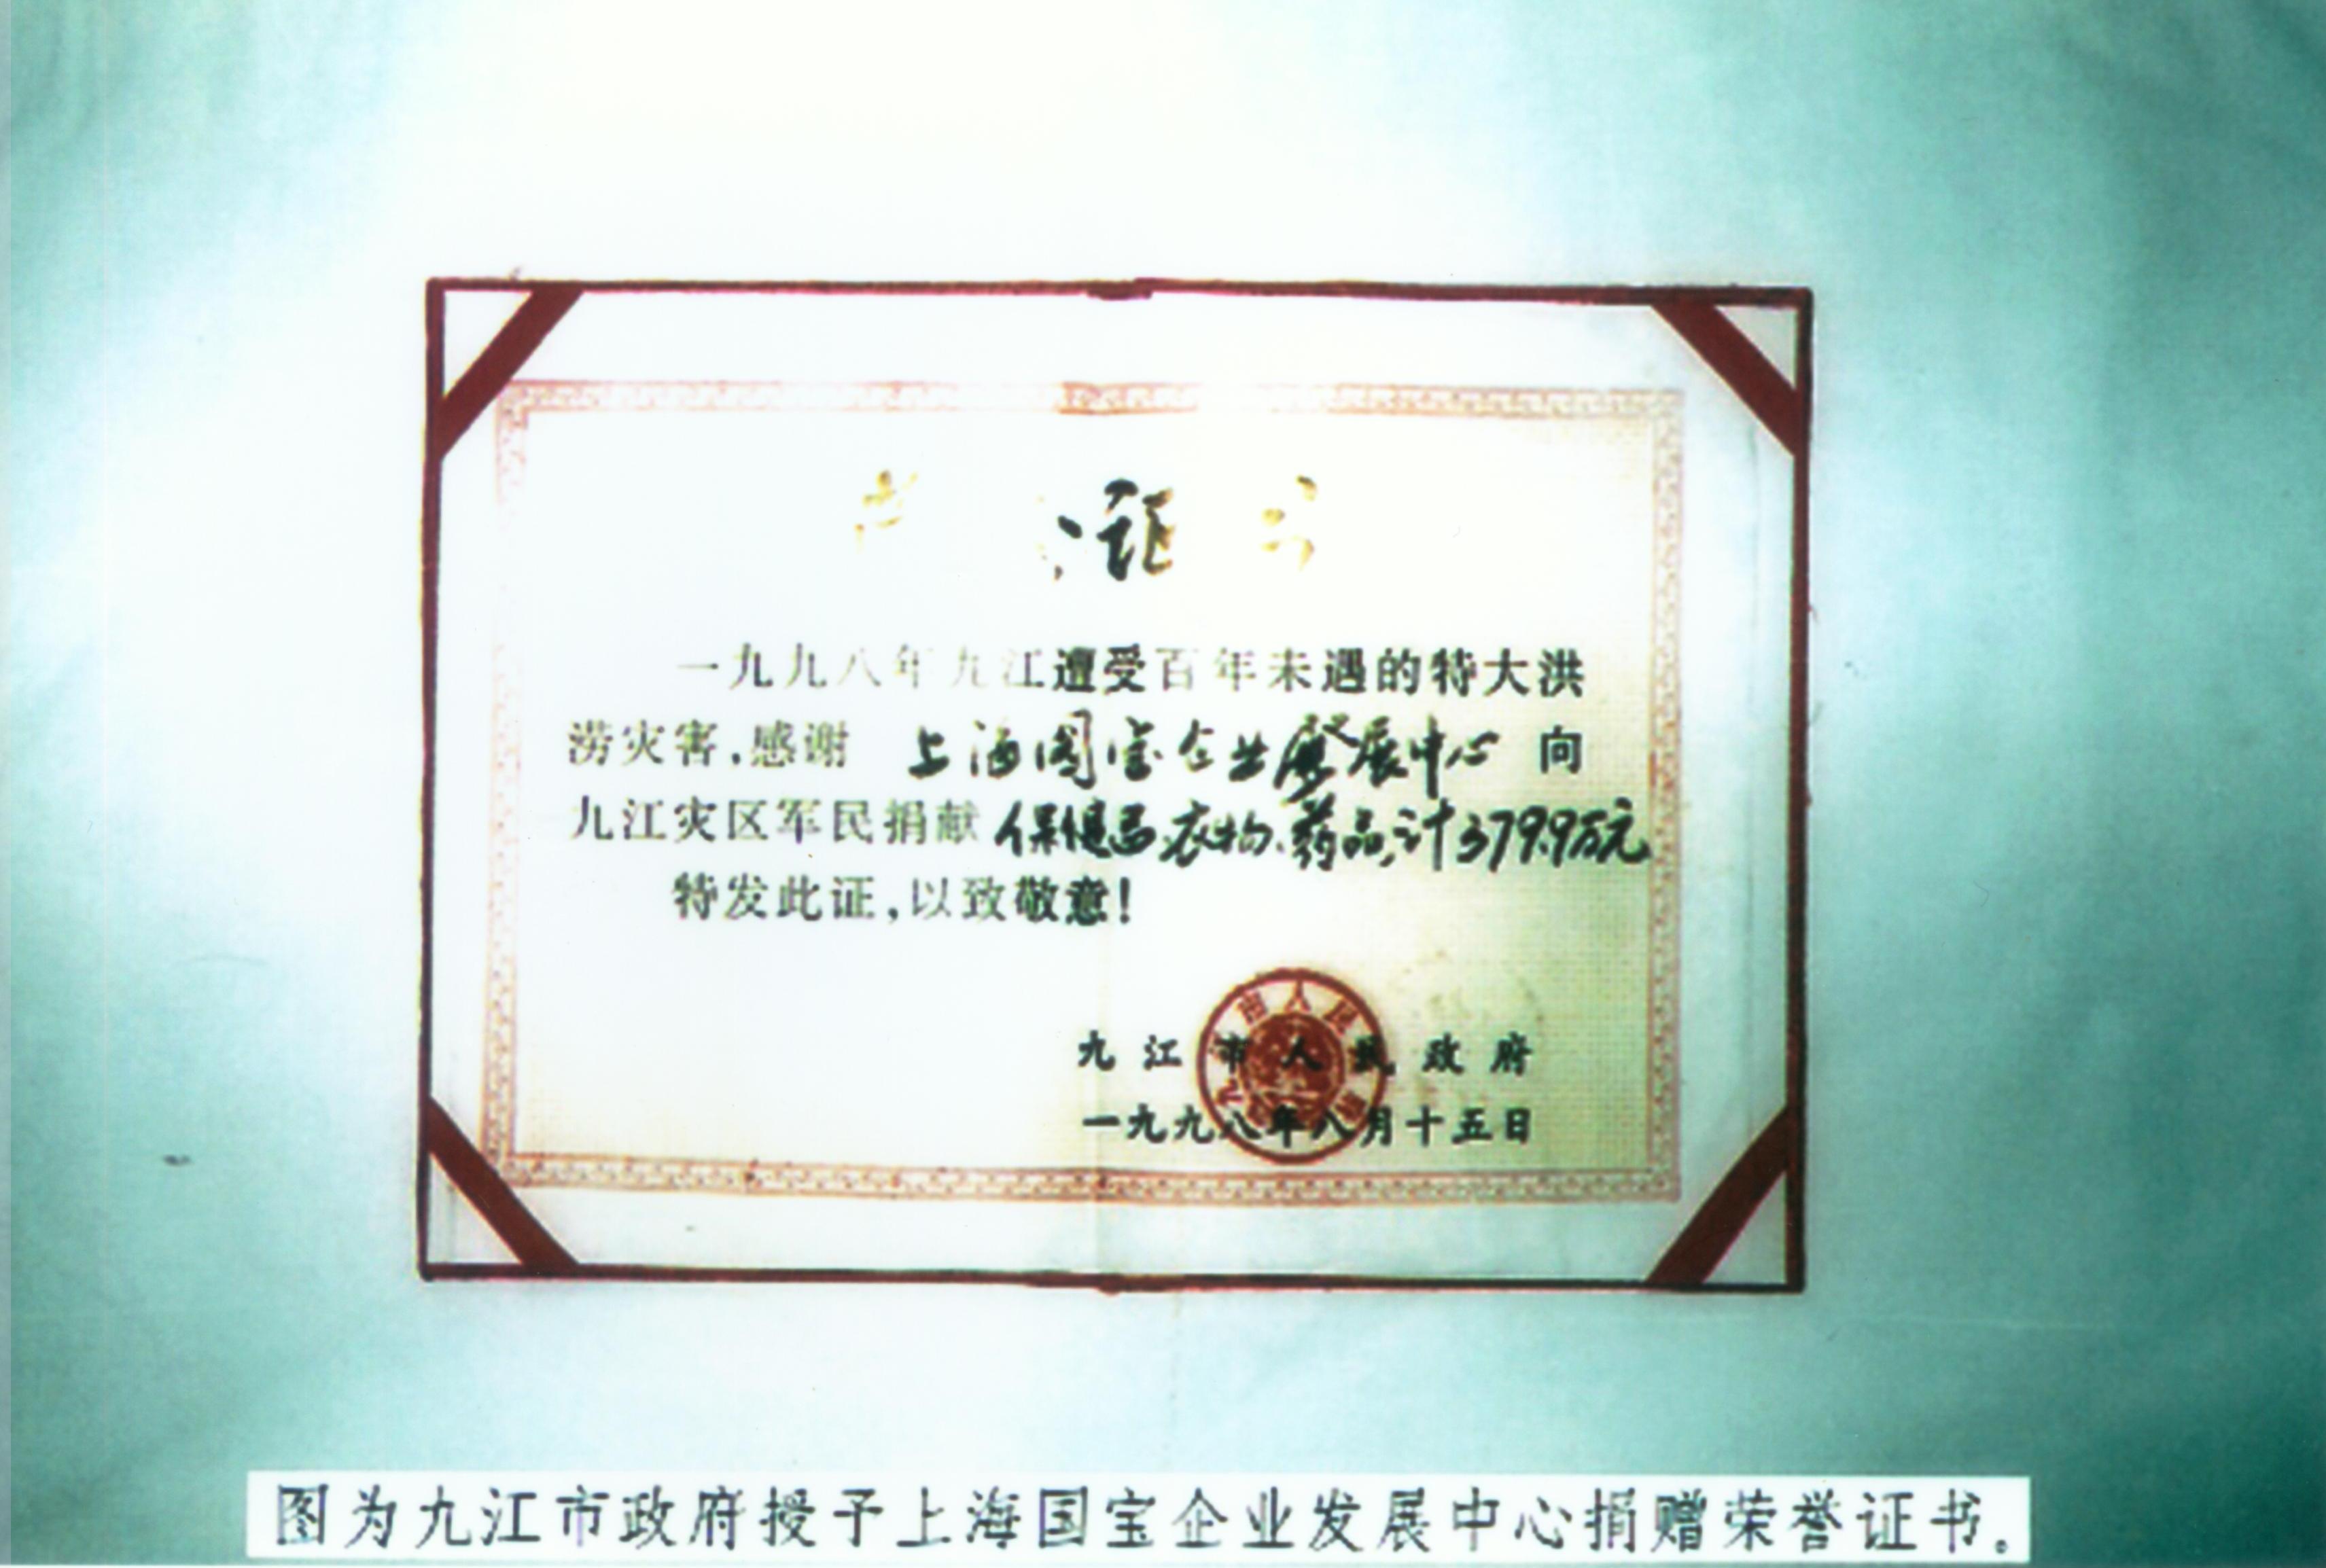 证书
一九九八年九江遭受百年未遇的特大洪
涝灾害,感谢 上海国宝企业發展中心 向
九江灾区军民捐献 保健品、衣物、药品,计379.9万元
特发此证,以致敬意!
九江市人民政府
一九九八年八月十五日
图为九江市政府授予上海国宝企业发展中心捐赠荣誉证书。